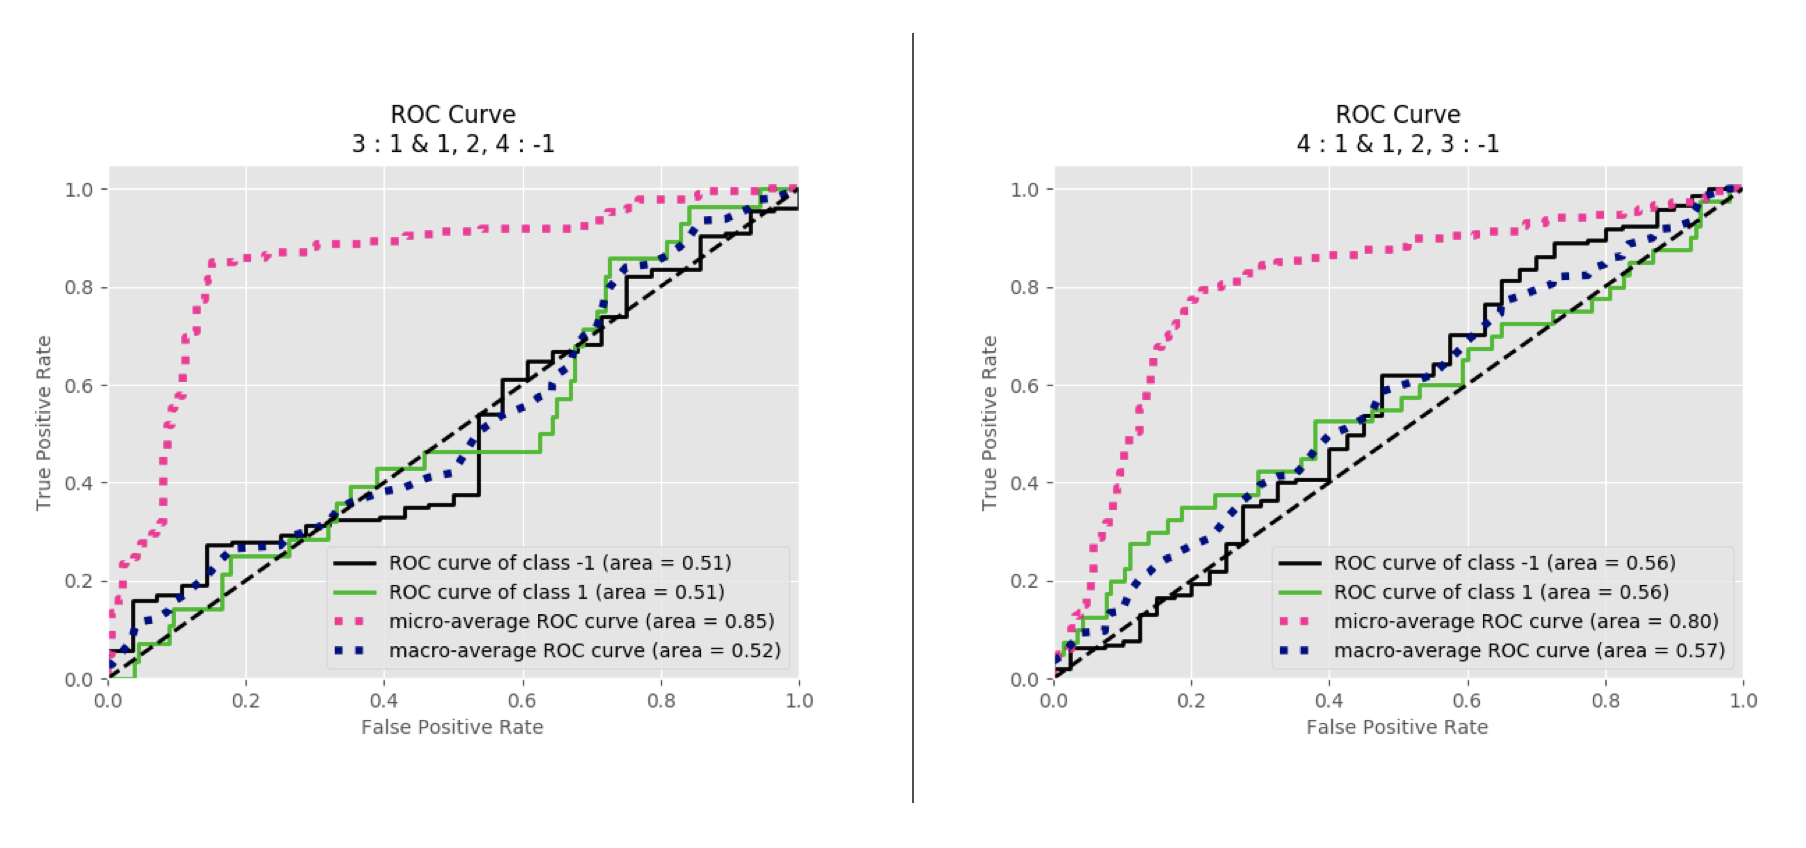 ROC Curve
3 : 1 & 1, 2, 4 : -1
True Positive Rate
1.0
0.8
0.6
0.4
0.2
0.0
ROC curve of class -1 (area = 0.51)
ROC curve of class 1 (area = 0.51)
micro-average ROC curve (area = 0.85)
macro-average ROC curve (area = 0.52)
0.0 0.2 0.4 0.6 0.8 1.0
False Positive Rate
ROC Curve
4 : 1 & 1, 2, 3 : -1
True Positive Rate
1.0
0.8
0.6
0.4
0.2
0.0
ROC curve of class -1 (area = 0.56)
ROC curve of class 1 (area = 0.56)
micro-average ROC curve (area = 0.80)
macro-average ROC curve (area = 0.57)
0.0 0.2 0.4 0.6 0.8 1.0
False Positive Rate